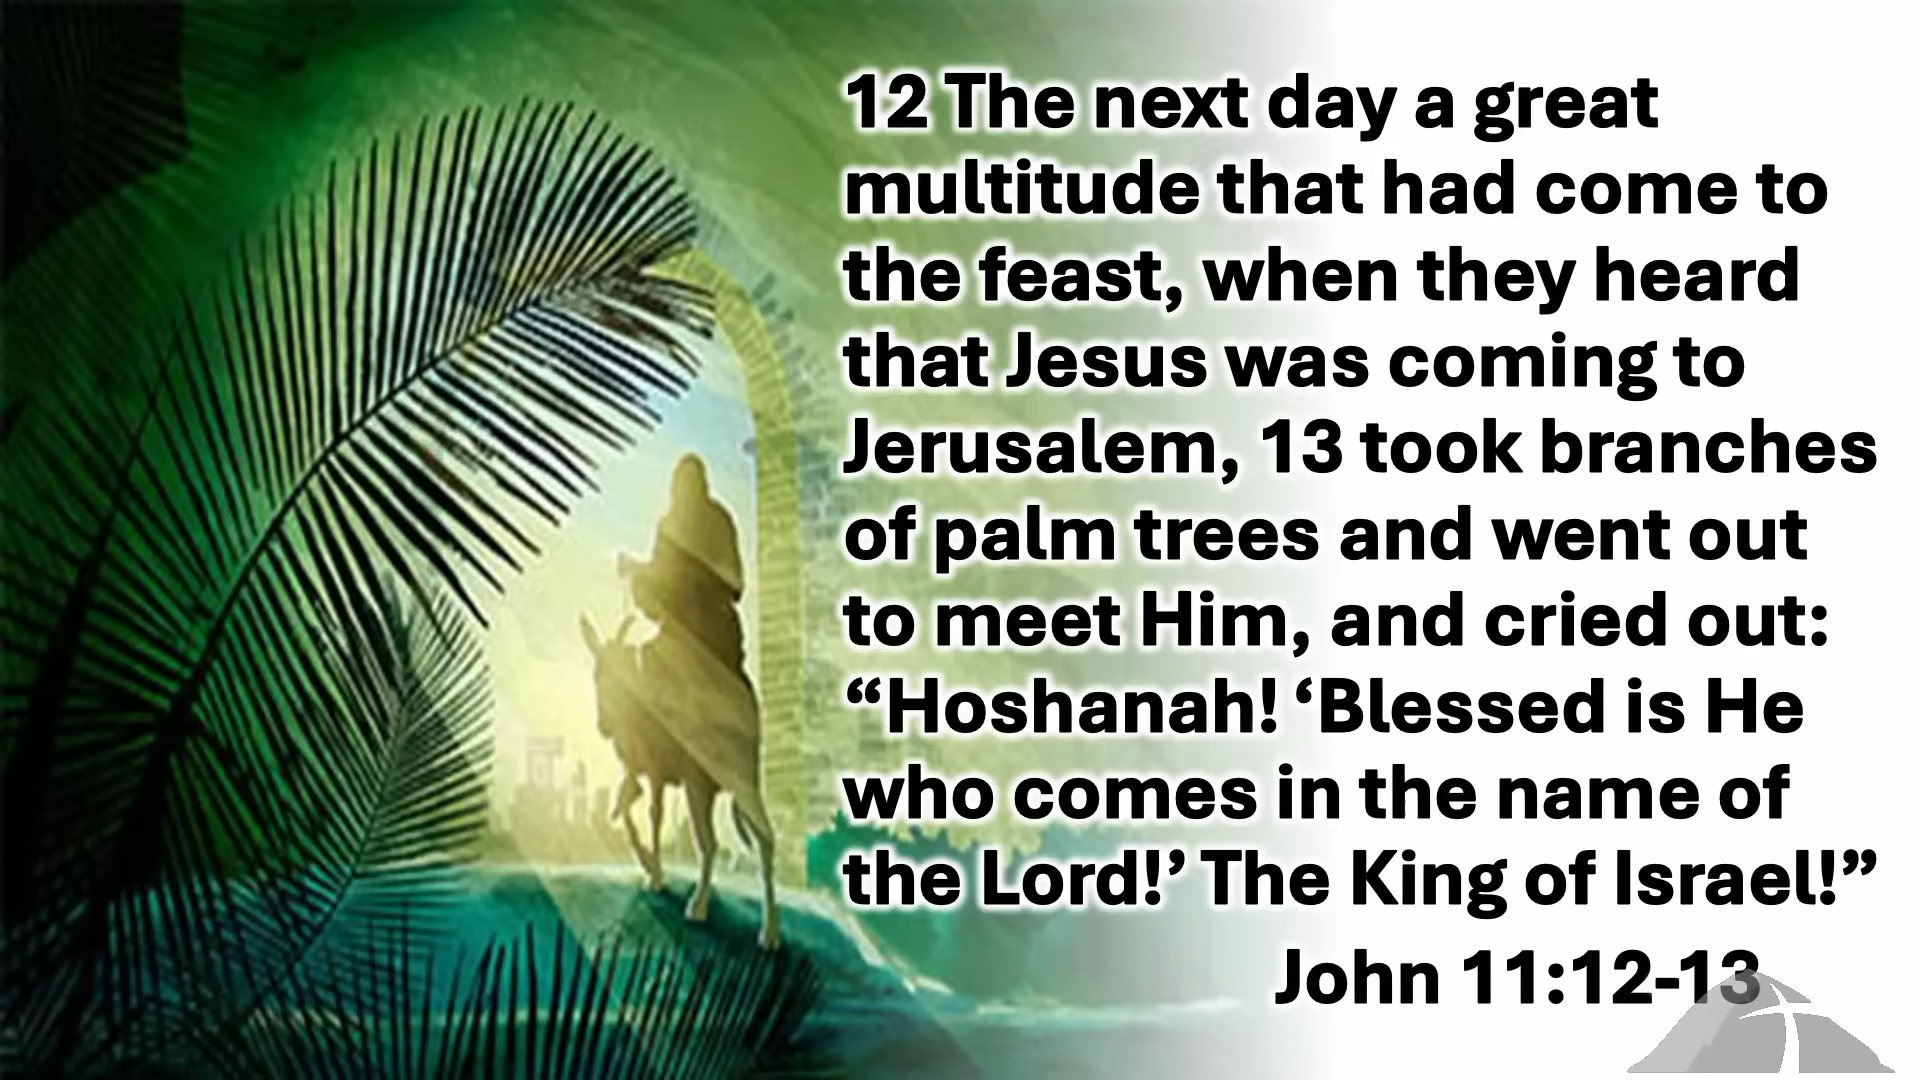 12 The next day a great
multitude that had come to
the feast, when they heard
that Jesus was coming to
Jerusalem, 13 took branches
of palm trees and went out
to meet Him, and cried out:
“Hoshanah! ‘Blessed is He
who comes in the name of
the Lord!’ The King of Israel!”
John 11:12-13